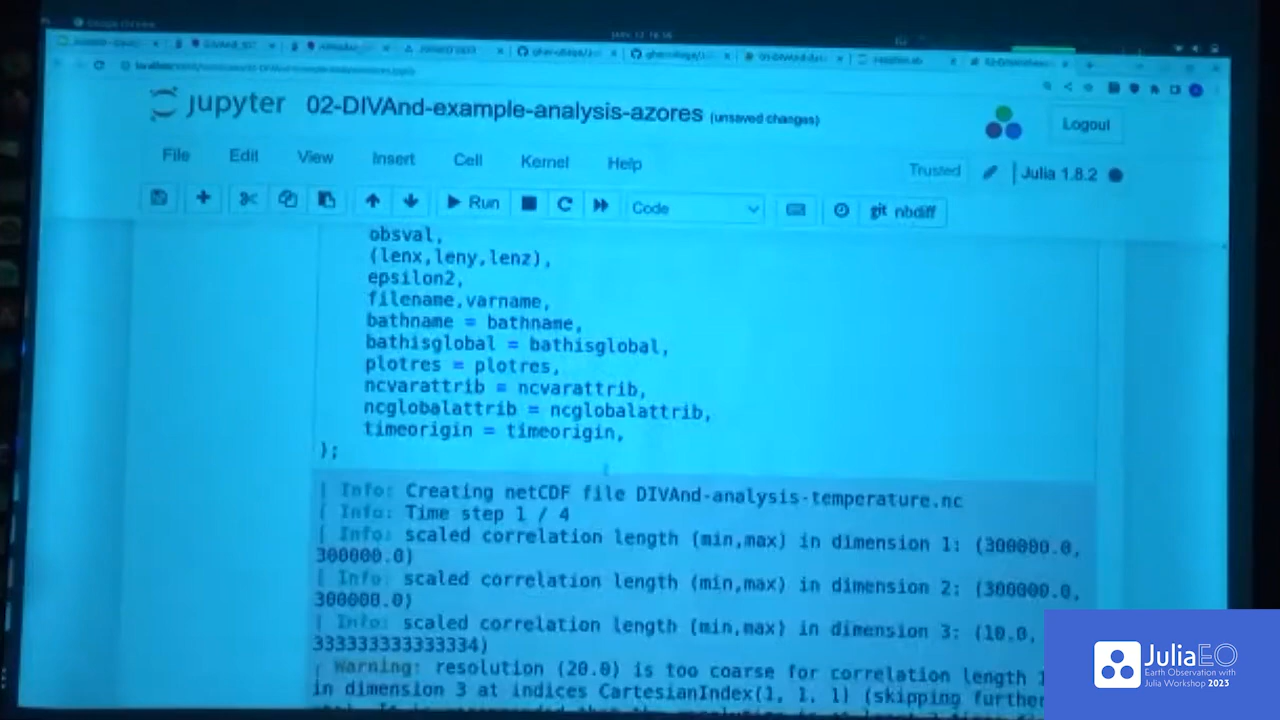 jupyter 02-DIVAnd-example-analysis-azores (unsaved changes)
Logout
File Edit View Insert Cell Kernel Help
Trusted
Julia 1.8.2
Run
Code
git nbdiff
obsval,
(lenx,leny,lenz),
epsilon2,
filename,varname,
bathname = bathname,
bathisglobal = bathisglobal,
plotres = plotres,
ncvarattrib = ncvarattrib,
ncglobalattrib = ncglobalattrib,
timeorigin = timeorigin,
);
[ Info: Creating netCDF file DIVAnd-analysis-temperature.nc
[ Info: Time step 1 / 4
[ Info: scaled correlation length (min,max) in dimension 1: (300000.0,
300000.0)
[ Info: scaled correlation length (min,max) in dimension 2: (300000.0,
300000.0)
[ Info: scaled correlation length (min,max) in dimension 3: (10.0,
333.3333333333334)
Warning: resolution (20.0) is too coarse for correlation length
in dimension 3 at indices CartesianIndex(1, 1, 1) (skipping further
JuliaEO
Earth Observation with
Julia Workshop 2023